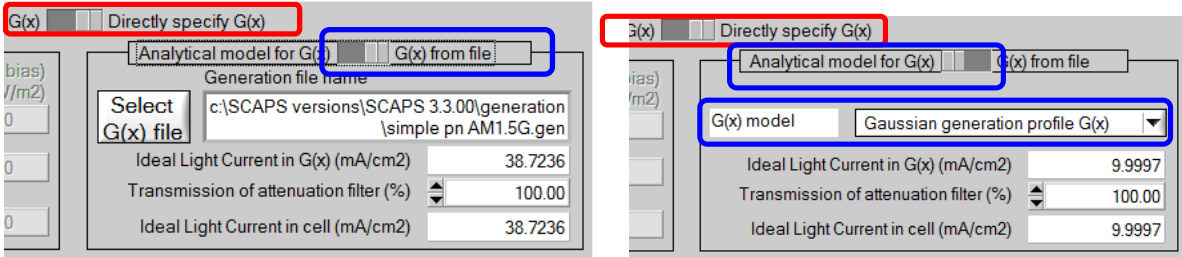 G(x) Directly specify G(x)
Analytical model for G(x) G(x) from file
bias)
/m2)
Generation file name
Select
G(x) file
c:\SCAPS versions\SCAPS 3.3.00\generation
\simple pn AM1.5G.gen
0
Ideal Light Current in G(x) (mA/cm2) 38.7236
0
Transmission of attenuation filter (%) 100.00
0
Ideal Light Current in cell (mA/cm2) 38.7236
G(x) Directly specify G(x)
Analytical model for G(x) G(x) from file
ias)
m2)
G(x) model Gaussian generation profile G(x)
Ideal Light Current in G(x) (mA/cm2) 9.9997
Transmission of attenuation filter (%) 100.00
Ideal Light Current in cell (mA/cm2) 9.9997